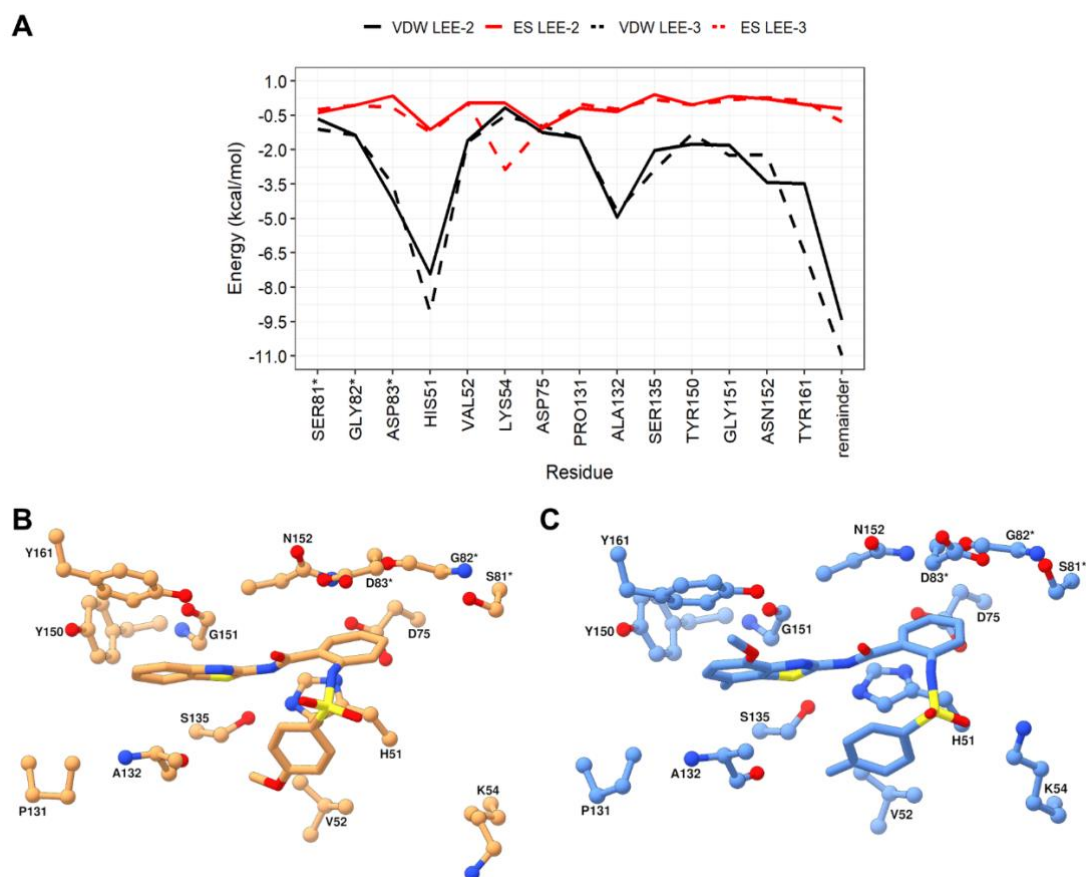 A
VDW LEE-2 ES LEE-2 VDW LEE-3 ES LEE-3
Energy (kcal/mol)
1.0
-0.5
-2.0
-3.5
-5.0
-6.5
-8.0
-9.5
-11.0
SER81*
GLY82*
ASP83*
HIS51
VAL52
LYS54
ASP75
PRO131
ALA132
SER135
TYR150
GLY151
ASN152
TYR161
remainder
Residue
B
Y161
N152
G82*
D83*
S81*
Y150
G151
D75
S135
H51
A132
P131
V52
K54
C
Y161
N152
G82*
S81*
D83*
Y150
G151
D75
S135
H51
A132
K54
P131
V52